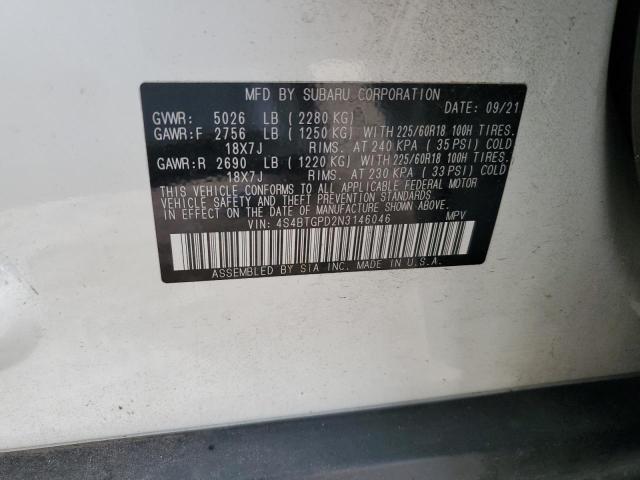 MFD BY SUBARU CORPORATION
DATE: 09/21
GVWR: 5026 LB (2280 KG)
GAWR:F 2756 LB (1250 KG) WITH 225/60R18 100H TIRES.
18X7J RIMS. AT 240 KPA (35 PSI) COLD
GAWR:R 2690 LB (1220 KG) WITH 225/60R18 100H TIRES.
18X7J RIMS. AT 230 KPA (33 PSI) COLD
THIS VEHICLE CONFORMS TO ALL APPLICABLE FEDERAL MOTOR
VEHICLE SAFETY AND THEFT PREVENTION STANDARDS
IN EFFECT ON THE DATE OF MANUFACTURE SHOWN ABOVE.
VIN: 4S4BTGPD2N3146046 MPV
ASSEMBLED BY SIA INC. MADE IN U.S.A.